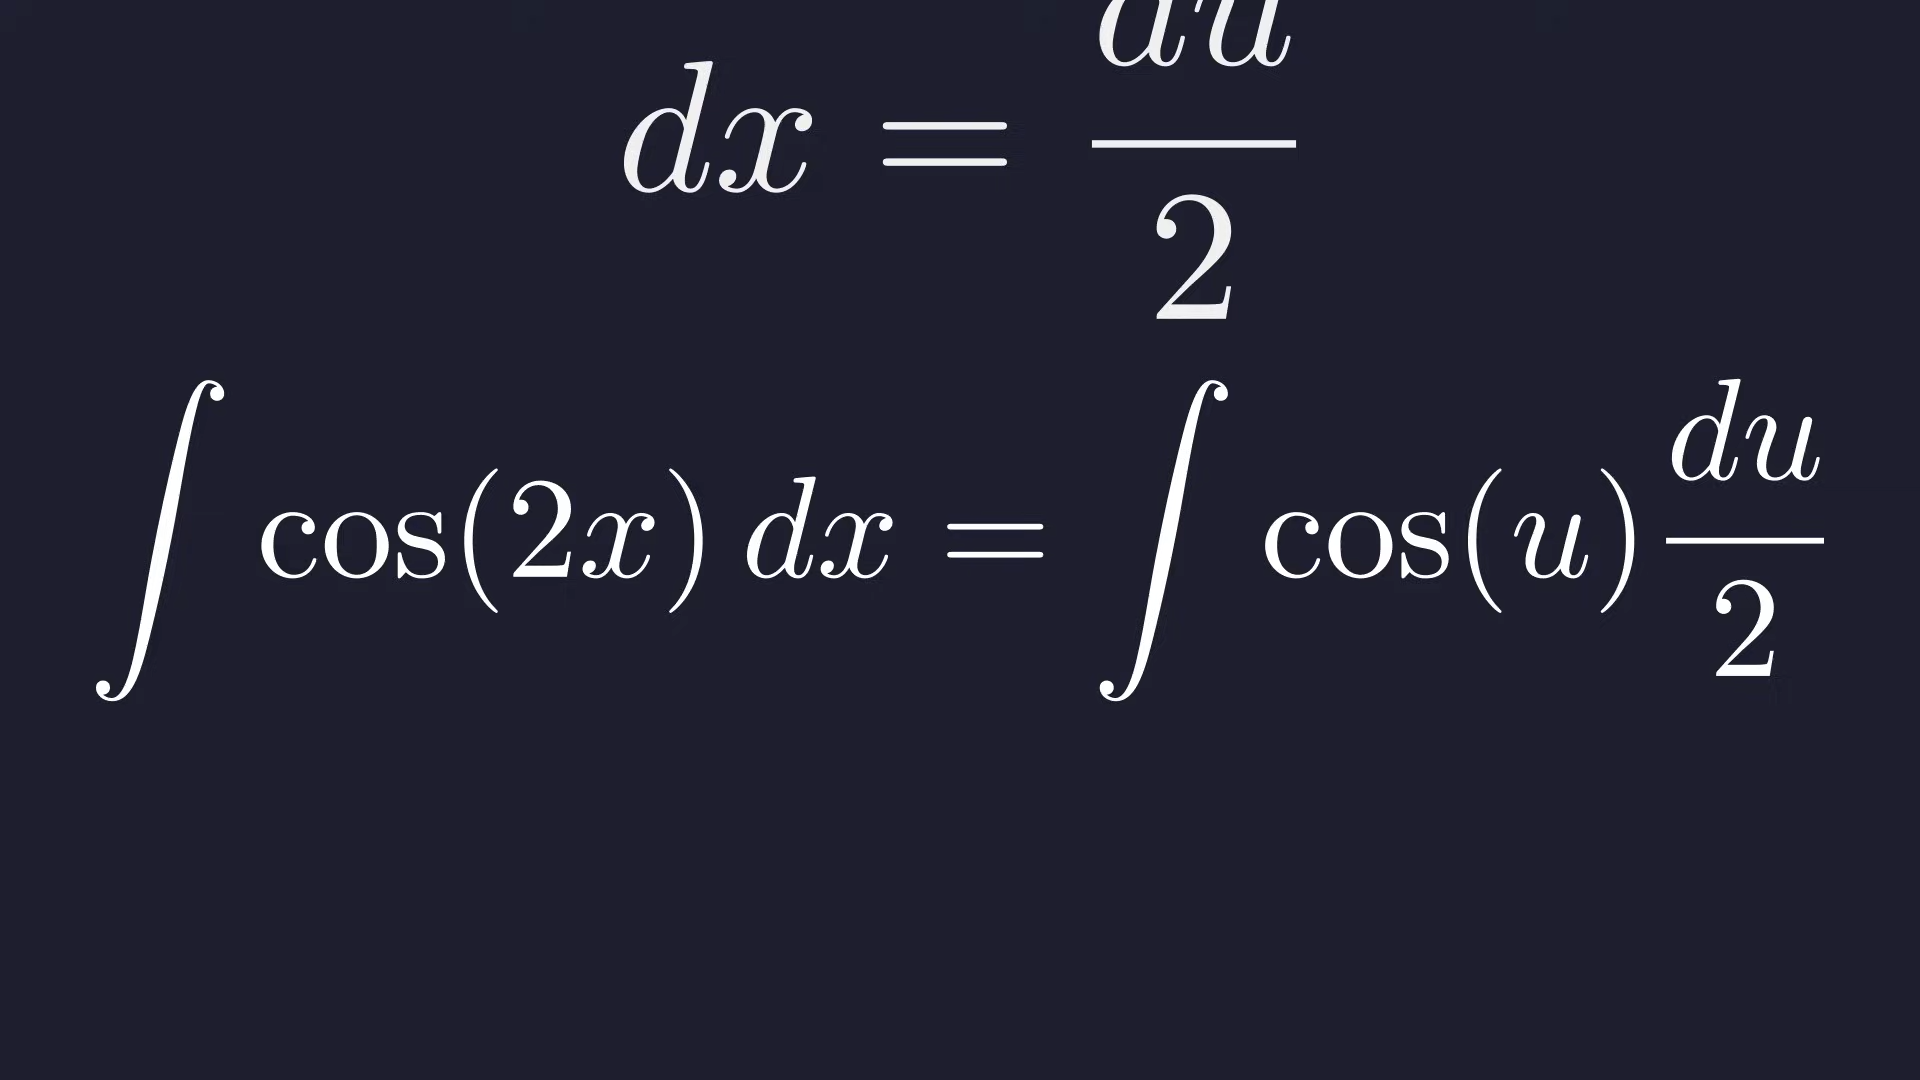 dx = du/2
∫ cos(2x) dx = ∫ cos(u) du/2